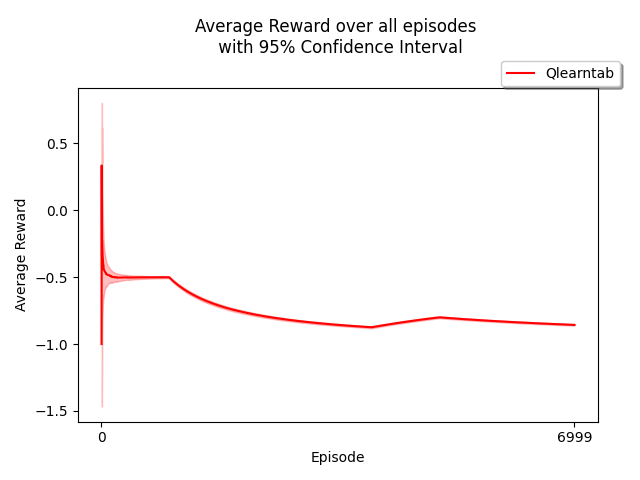 Average Reward over all episodes
with 95% Confidence Interval
Qlearntab
0.5
0.0
−0.5
−1.0
−1.5
Average Reward
0
6999
Episode